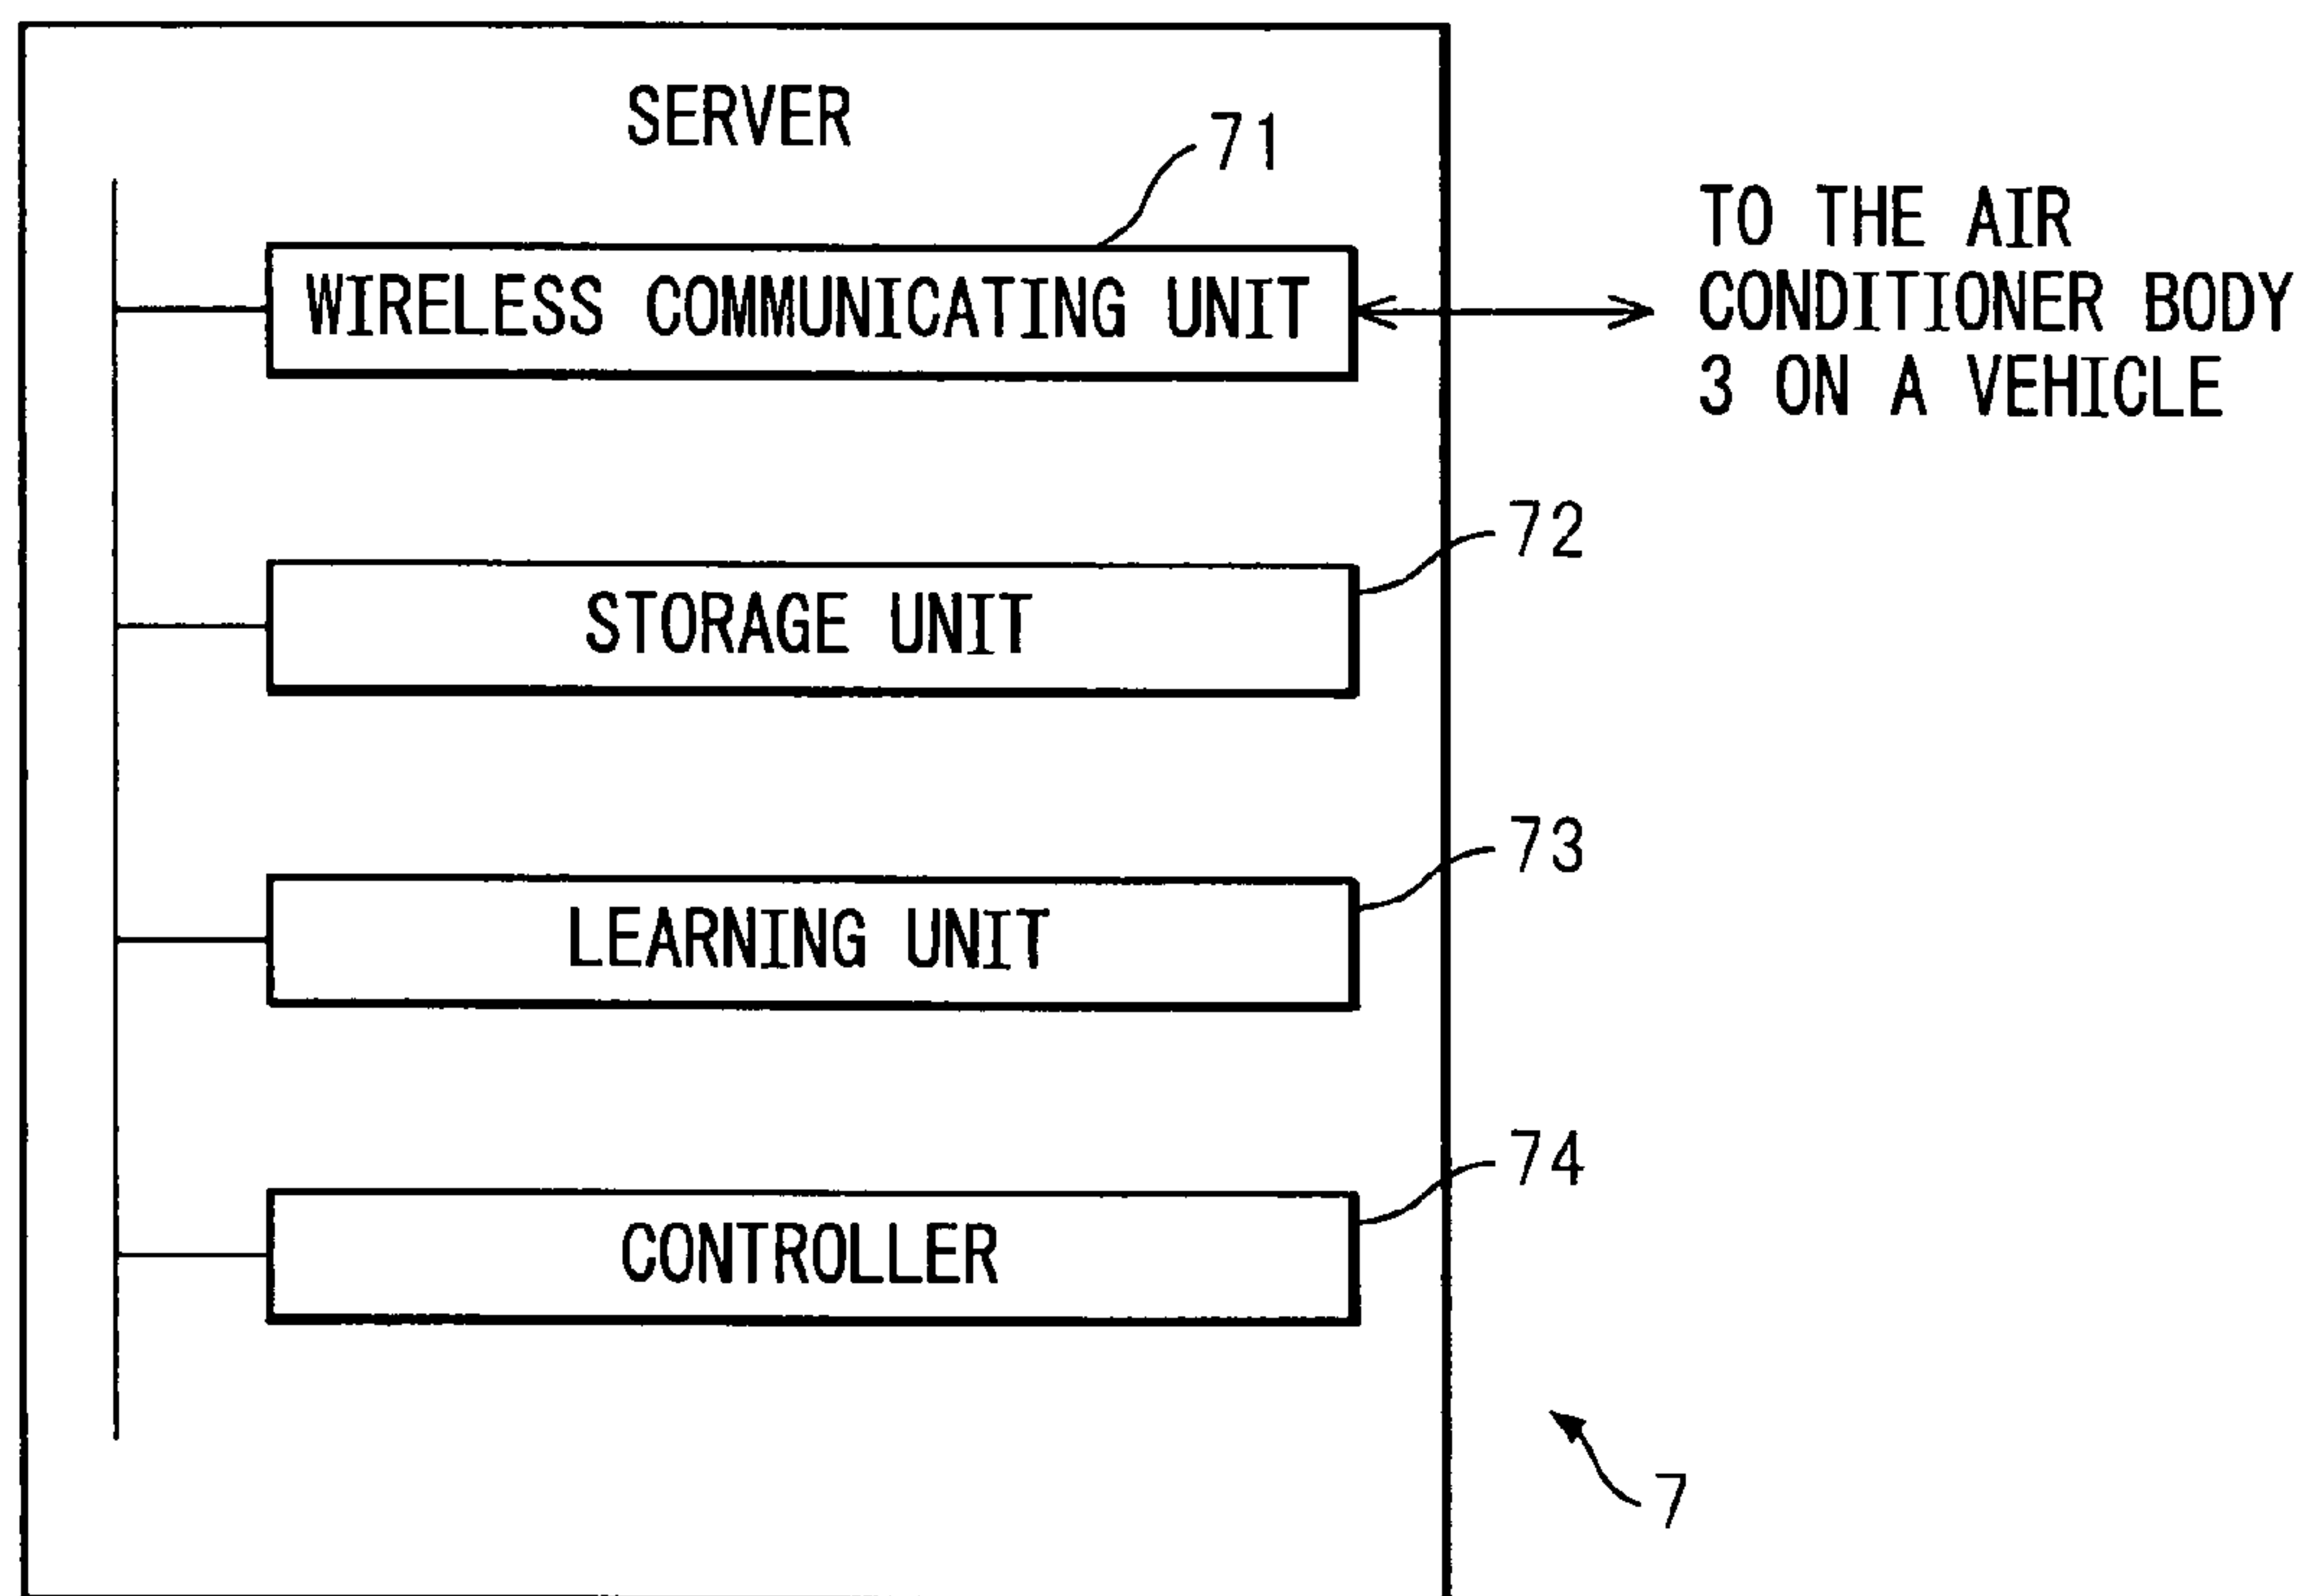 SERVER
71
WIRELESS COMMUNICATING UNIT
TO THE AIR
CONDITIONER BODY
3 ON A VEHICLE
72
STORAGE UNIT
73
LEARNING UNIT
74
CONTROLLER
7